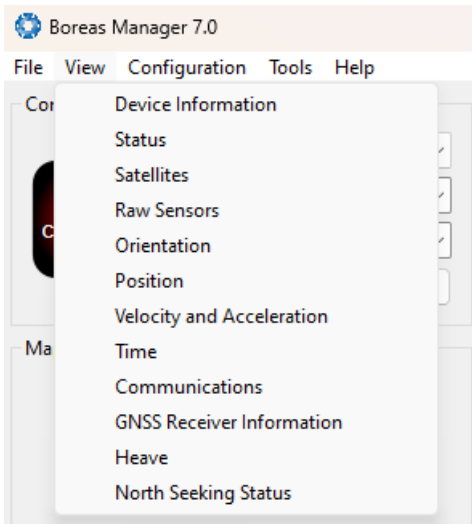 Boreas Manager 7.0
File View Configuration Tools Help
Device Information
Status
Satellites
Raw Sensors
Orientation
Position
Velocity and Acceleration
Time
Communications
GNSS Receiver Information
Heave
North Seeking Status